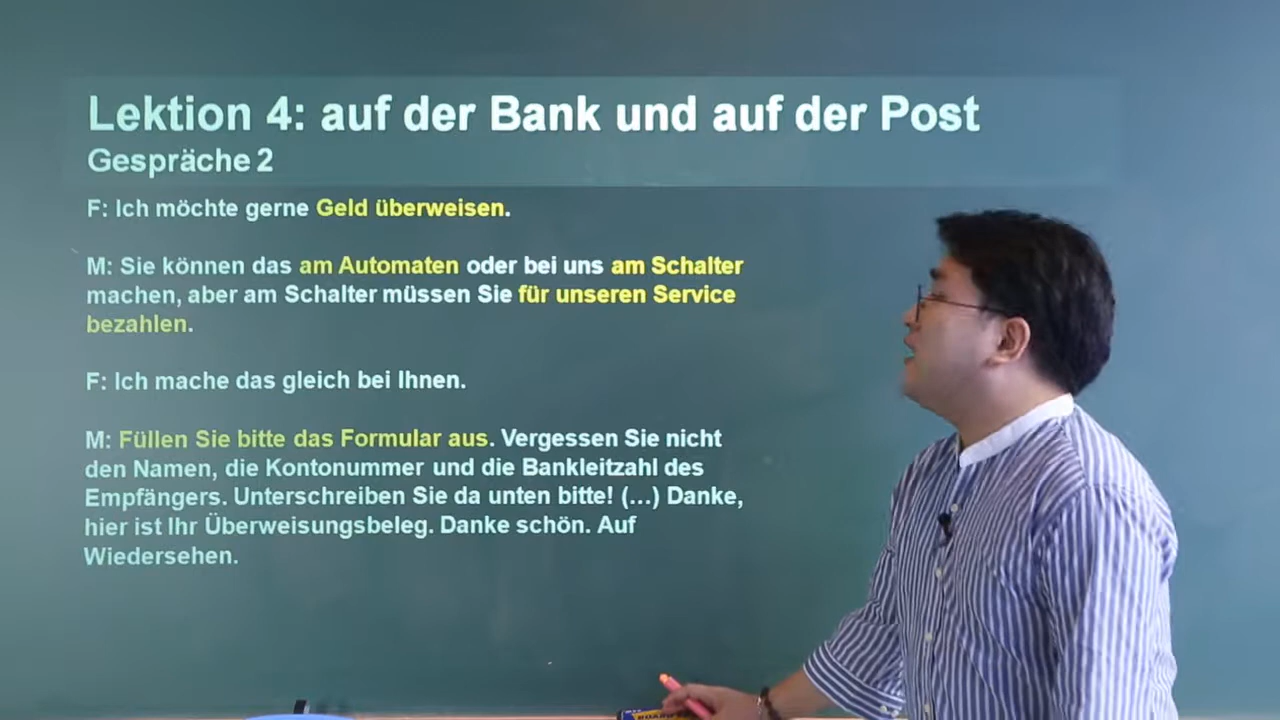 Lektion 4: auf der Bank und auf der Post
Gespräche 2
F: Ich möchte gerne Geld überweisen.
M: Sie können das am Automaten oder bei uns am Schalter
machen, aber am Schalter müssen Sie für unseren Service
bezahlen.
F: Ich mache das gleich bei Ihnen.
M: Füllen Sie bitte das Formular aus. Vergessen Sie nicht
den Namen, die Kontonummer und die Bankleitzahl des
Empfängers. Unterschreiben Sie da unten bitte! (...) Danke,
hier ist Ihr Überweisungsbeleg. Danke schön. Auf
Wiedersehen.